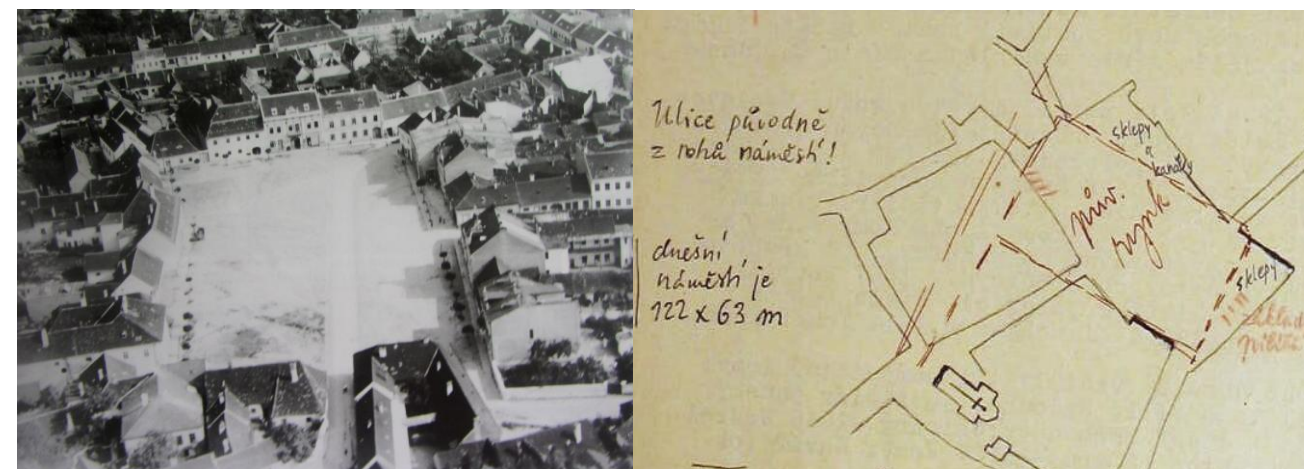 Ulice původně
z rohů náměstí!
dnešní
náměstí je
122 x 63 m
sklepy
a
kanály
pův.
rynk
sklepy